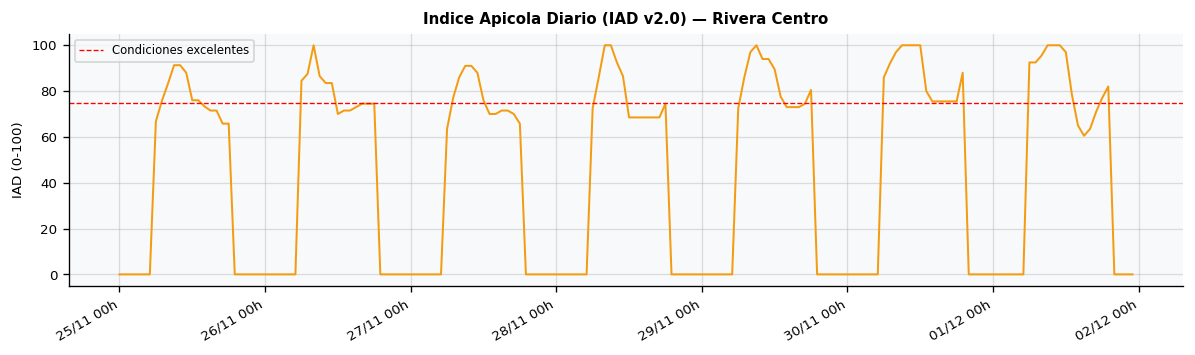 Indice Apicola Diario (IAD v2.0) — Rivera Centro
Condiciones excelentes
IAD (0-100)
100
80
60
40
20
0
25/11 00h
26/11 00h
27/11 00h
28/11 00h
29/11 00h
30/11 00h
01/12 00h
02/12 00h